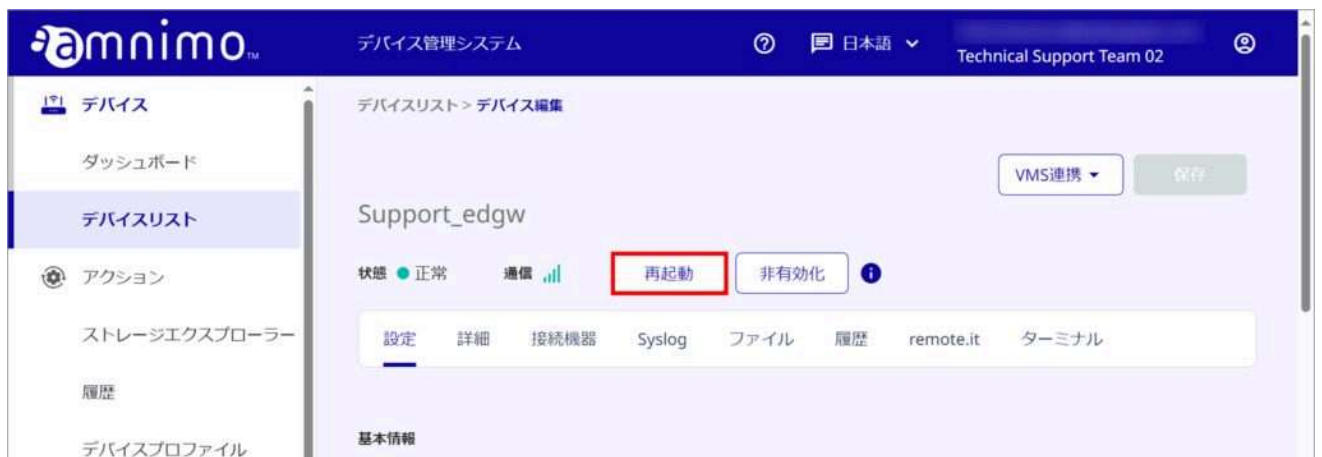 amnimo™
デバイス管理システム
日本語
Technical Support Team 02
デバイス
ダッシュボード
デバイスリスト
アクション
ストレージエクスプローラー
履歴
デバイスプロファイル
デバイスリスト > デバイス編集
VMS連携
保存
Support_edgw
状態 正常 通信 再起動 非有効化
設定 詳細 接続機器 Syslog ファイル 履歴 remote.it ターミナル
基本情報